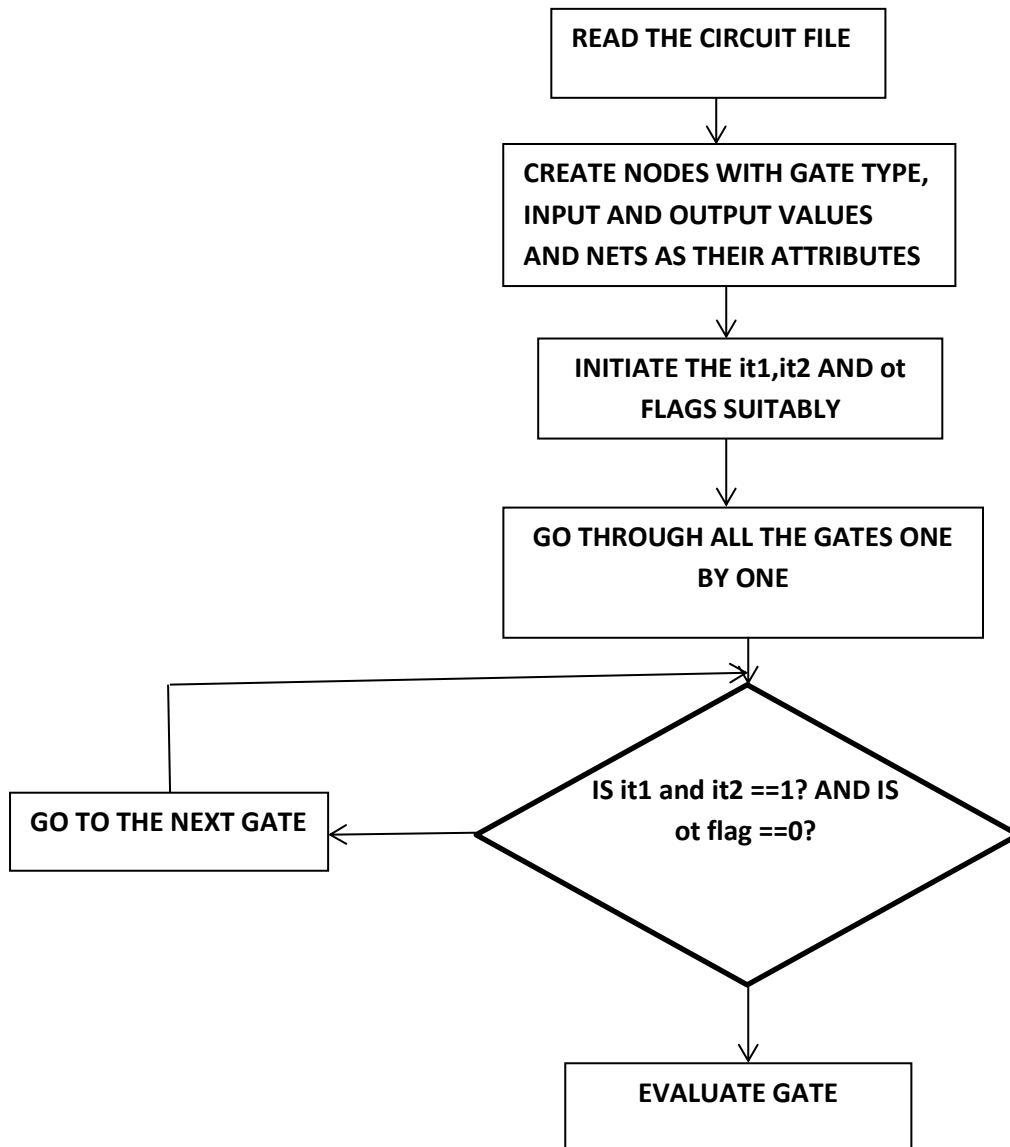 READ THE CIRCUIT FILE
CREATE NODES WITH GATE TYPE,
INPUT AND OUTPUT VALUES
AND NETS AS THEIR ATTRIBUTES
INITIATE THE it1,it2 AND ot
FLAGS SUITABLY
GO THROUGH ALL THE GATES ONE
BY ONE
IS it1 and it2 ==1? AND IS
ot flag ==0?
GO TO THE NEXT GATE
EVALUATE GATE